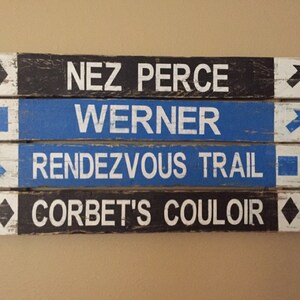 NEZ PERCE
WERNER
RENDEZVOUS TRAIL
CORBET'S COULOIR